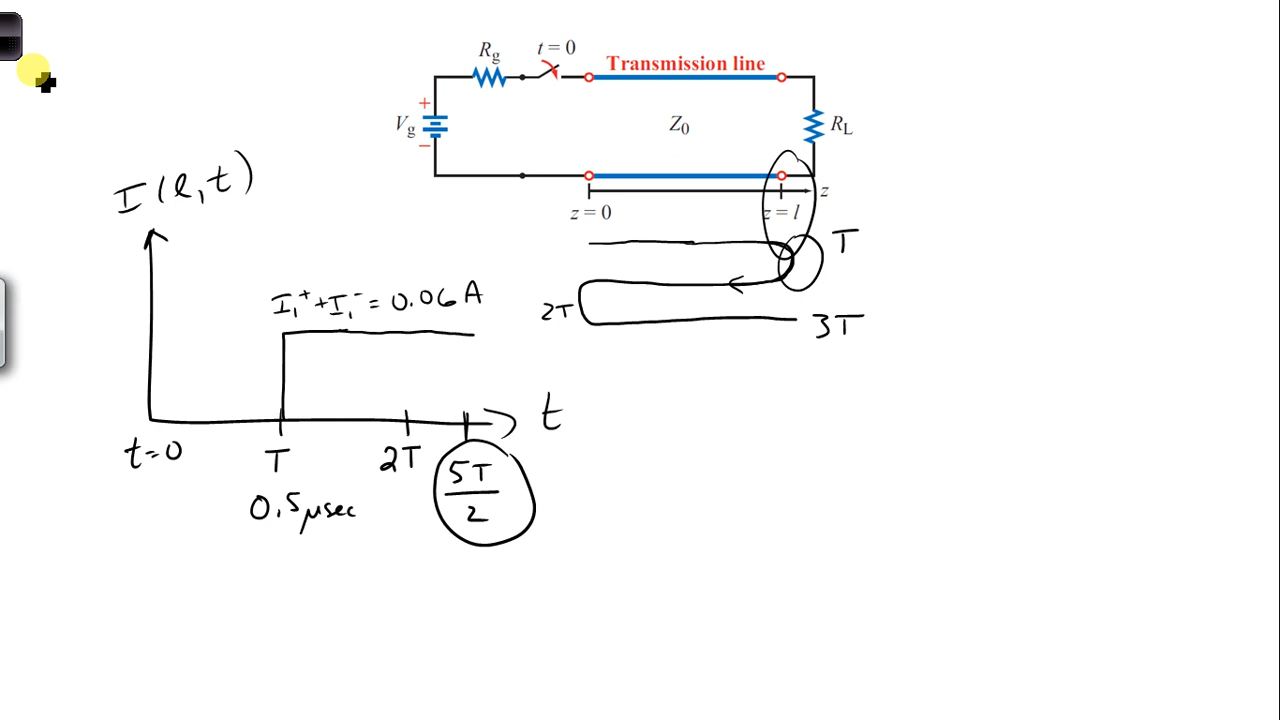 R_g
t = 0
Transmission line
+
V_g
−
Z_0
R_L
z
z = 0
z = l
I(l,t)
T
I_1^+ + I_1^- = 0.06 A
2T
3T
t
t=0
T
2T
5T/2
0.5 μsec